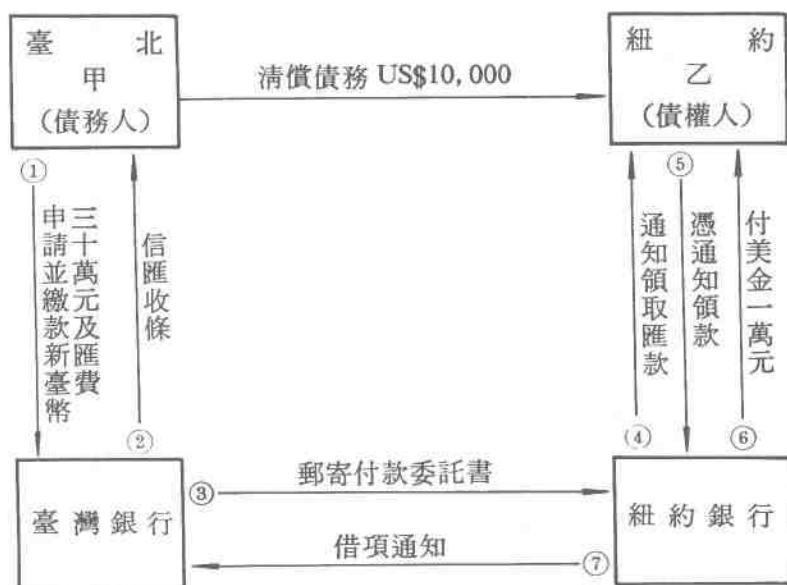 臺北
甲
(債務人)
清償債務 US$10,000
紐約
乙
(債權人)
①
申請並繳款新臺幣
三十萬元及匯費
信匯收條
②
④
通知領取匯款
⑤
憑通知領款
付美金一萬元
⑥
臺灣銀行
③
郵寄付款委託書
紐約銀行
借項通知
⑦